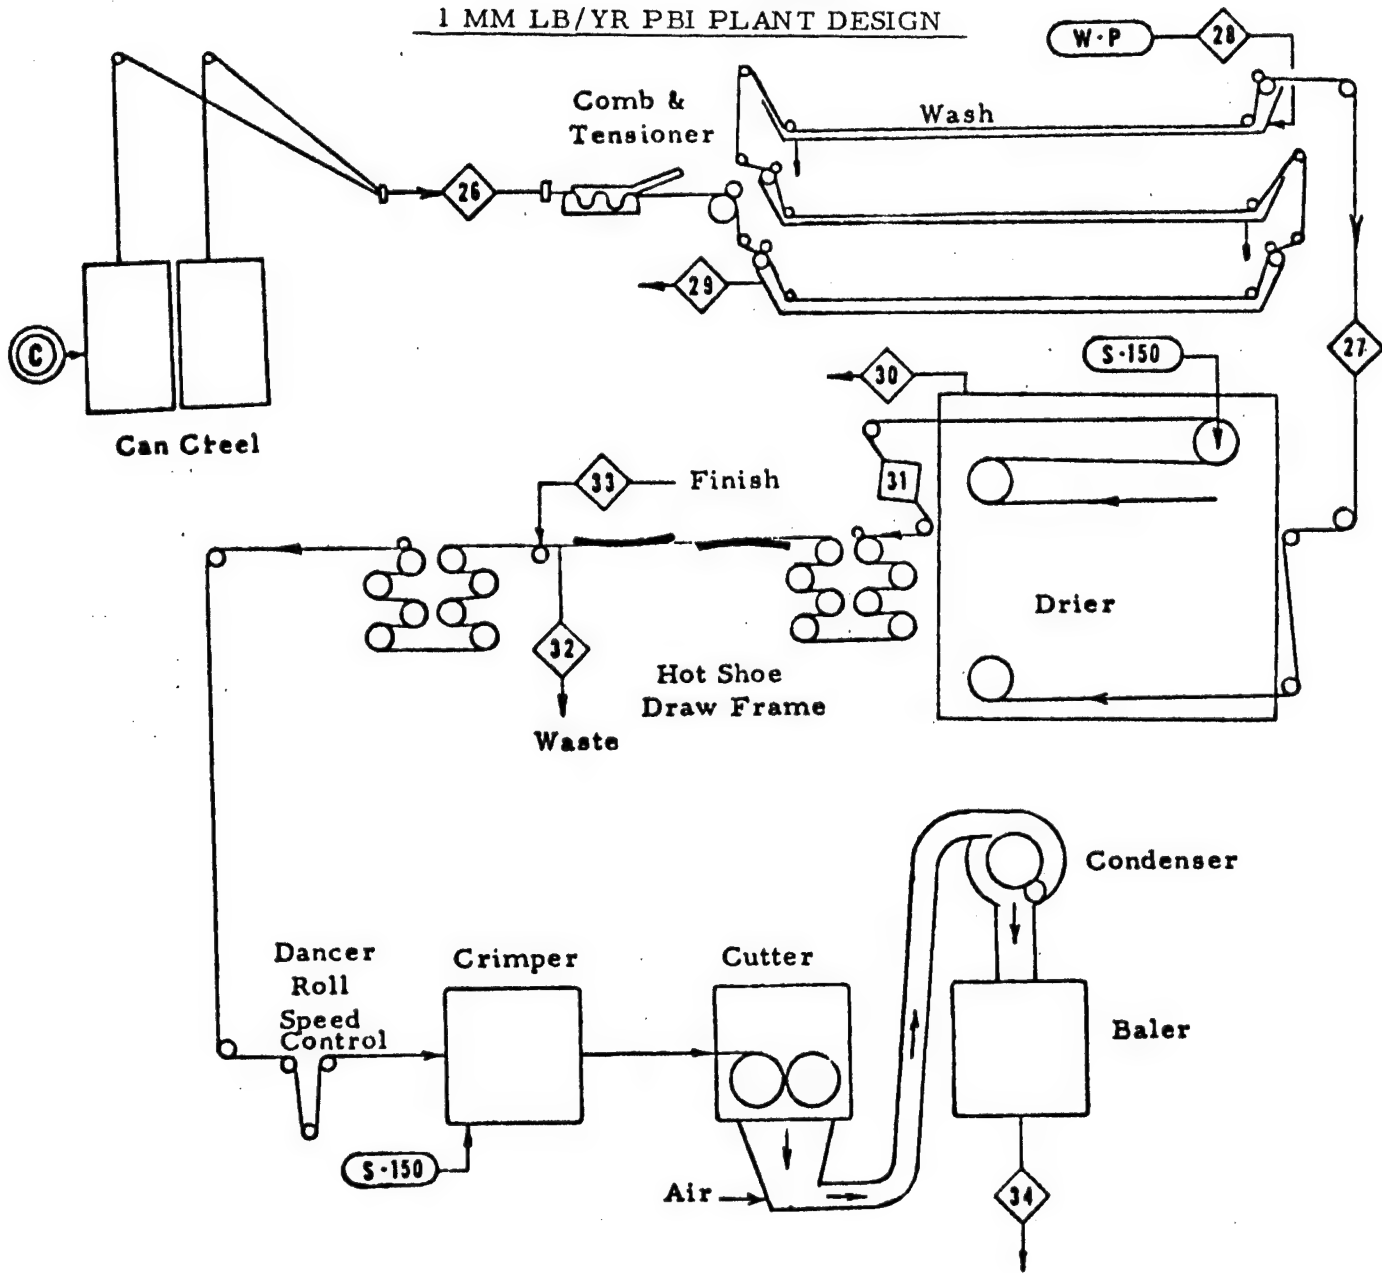 1 MM LB/YR PBI PLANT DESIGN
W-P
28
Comb &
Tensioner
Wash
26
29
C
27
S-150
30
Can Creel
31
33
Finish
Drier
32
Hot Shoe
Draw Frame
Waste
Condenser
Dancer
Roll
Speed
Control
Crimper
Cutter
Baler
S-150
Air
34